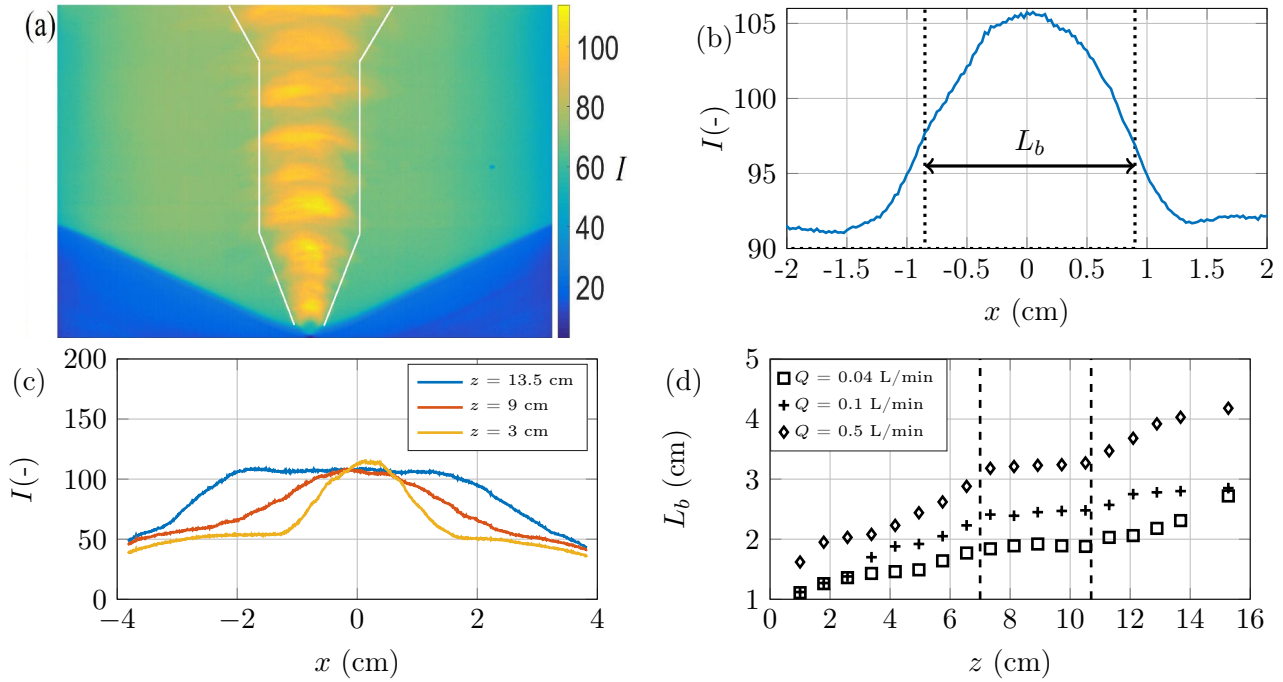 (a)
100
80
60
40
20
I
(b)
105
100
95
90
I(-)
L_b
-2 -1.5 -1 -0.5 0 0.5 1 1.5 2
x (cm)
(c)
200
150
100
50
0
I(-)
z = 13.5 cm
z = 9 cm
z = 3 cm
−4 −2 0 2 4
x (cm)
(d)
5
4
3
2
1
L_b (cm)
Q = 0.04 L/min
Q = 0.1 L/min
Q = 0.5 L/min
0 2 4 6 8 10 12 14 16
z (cm)